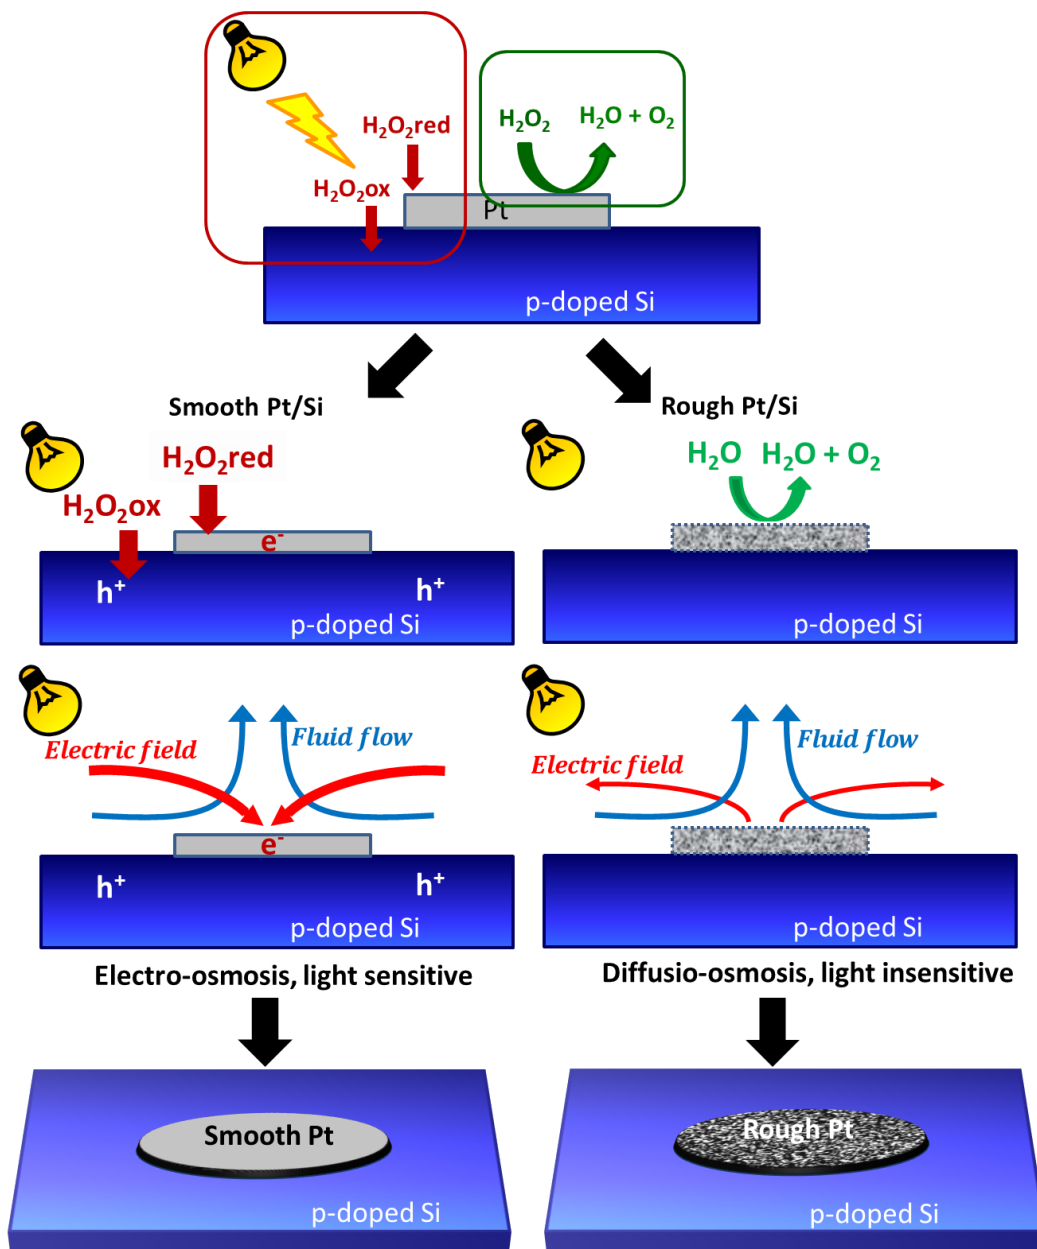 H₂O₂red
H₂O₂ H₂O + O₂
H₂O₂ox
Pt
p-doped Si
Smooth Pt/Si
Rough Pt/Si
H₂O₂red
H₂O₂ox
e⁻
h⁺ h⁺
p-doped Si
H₂O H₂O + O₂
p-doped Si
Electric field
Fluid flow
e⁻
h⁺ h⁺
p-doped Si
Electric field
Fluid flow
p-doped Si
Electro-osmosis, light sensitive
Diffusio-osmosis, light insensitive
Smooth Pt
p-doped Si
Rough Pt
p-doped Si